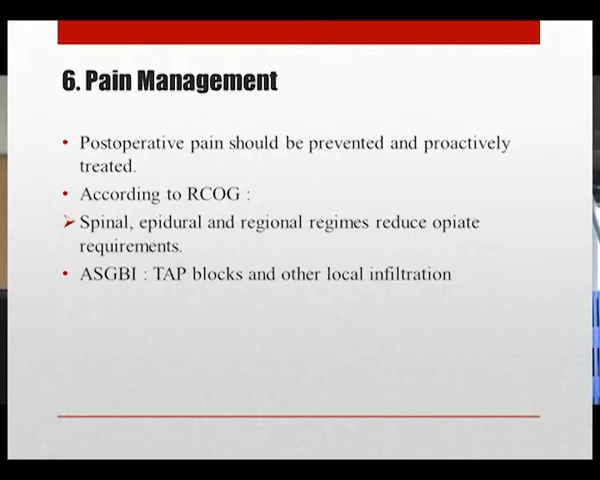 6. Pain Management
• Postoperative pain should be prevented and proactively
treated.
• According to RCOG :
➢ Spinal, epidural and regional regimes reduce opiate
requirements.
• ASGBI : TAP blocks and other local infiltration